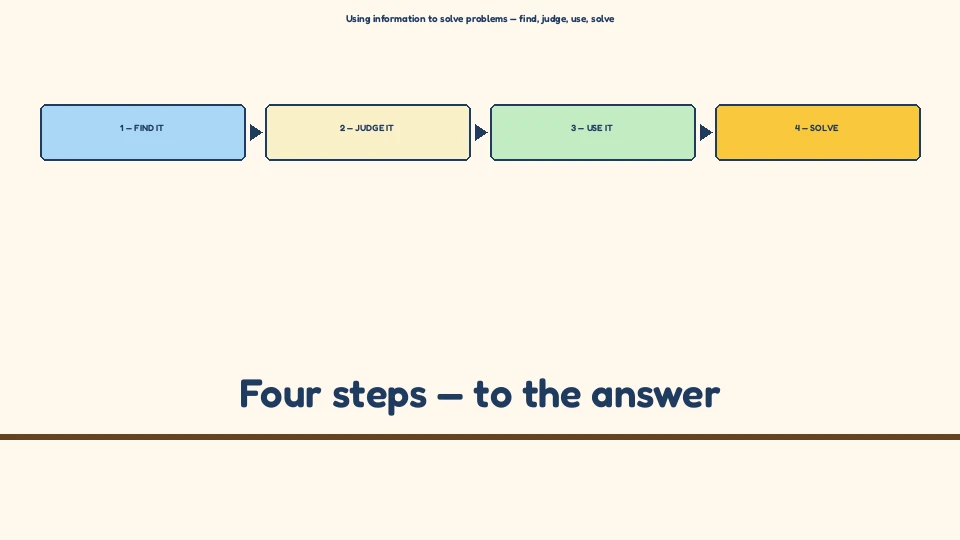 Using information to solve problems — find, judge, use, solve
1 — FIND IT
2 — JUDGE IT
3 — USE IT
4 — SOLVE
Four steps — to the answer